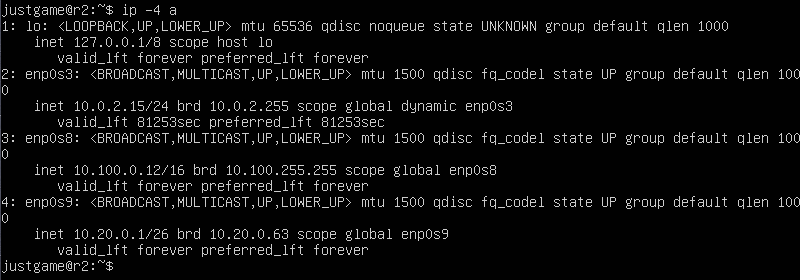 justgame@r2:~$ ip -4 a
1: lo: <LOOPBACK,UP,LOWER_UP> mtu 65536 qdisc noqueue state UNKNOWN group default qlen 1000
    inet 127.0.0.1/8 scope host lo
       valid_lft forever preferred_lft forever
2: enp0s3: <BROADCAST,MULTICAST,UP,LOWER_UP> mtu 1500 qdisc fq_codel state UP group default qlen 100
0
    inet 10.0.2.15/24 brd 10.0.2.255 scope global dynamic enp0s3
       valid_lft 81253sec preferred_lft 81253sec
3: enp0s8: <BROADCAST,MULTICAST,UP,LOWER_UP> mtu 1500 qdisc fq_codel state UP group default qlen 100
0
    inet 10.100.0.12/16 brd 10.100.255.255 scope global enp0s8
       valid_lft forever preferred_lft forever
4: enp0s9: <BROADCAST,MULTICAST,UP,LOWER_UP> mtu 1500 qdisc fq_codel state UP group default qlen 100
0
    inet 10.20.0.1/26 brd 10.20.0.63 scope global enp0s9
       valid_lft forever preferred_lft forever
justgame@r2:~$